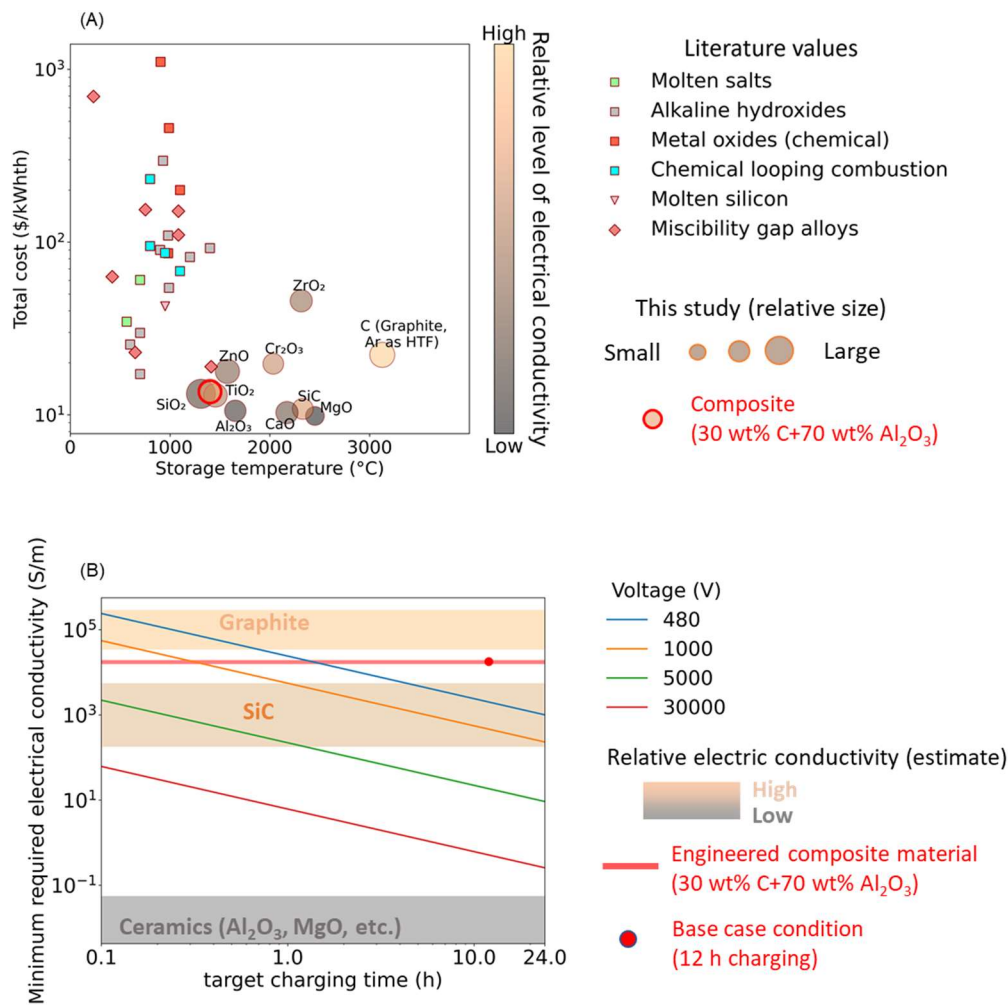 (A)
Total cost ($/kWhth)
10³
10²
10¹
0
1000
2000
3000
Storage temperature (°C)
ZrO₂
C (Graphite,
Ar as HTF)
ZnO
Cr₂O₃
SiO₂
TiO₂
SiC
Al₂O₃
CaO
MgO
High
Low
Relative level of electrical conductivity
Literature values
Molten salts
Alkaline hydroxides
Metal oxides (chemical)
Chemical looping combustion
Molten silicon
Miscibility gap alloys
This study (relative size)
Small
Large
Composite
(30 wt% C+70 wt% Al₂O₃)
(B)
Minimum required electrical conductivity (S/m)
10⁵
10³
10¹
10⁻¹
Graphite
SiC
Ceramics (Al₂O₃, MgO, etc.)
0.1
1.0
10.0
24.0
target charging time (h)
Voltage (V)
480
1000
5000
30000
Relative electric conductivity (estimate)
High
Low
Engineered composite material
(30 wt% C+70 wt% Al₂O₃)
Base case condition
(12 h charging)